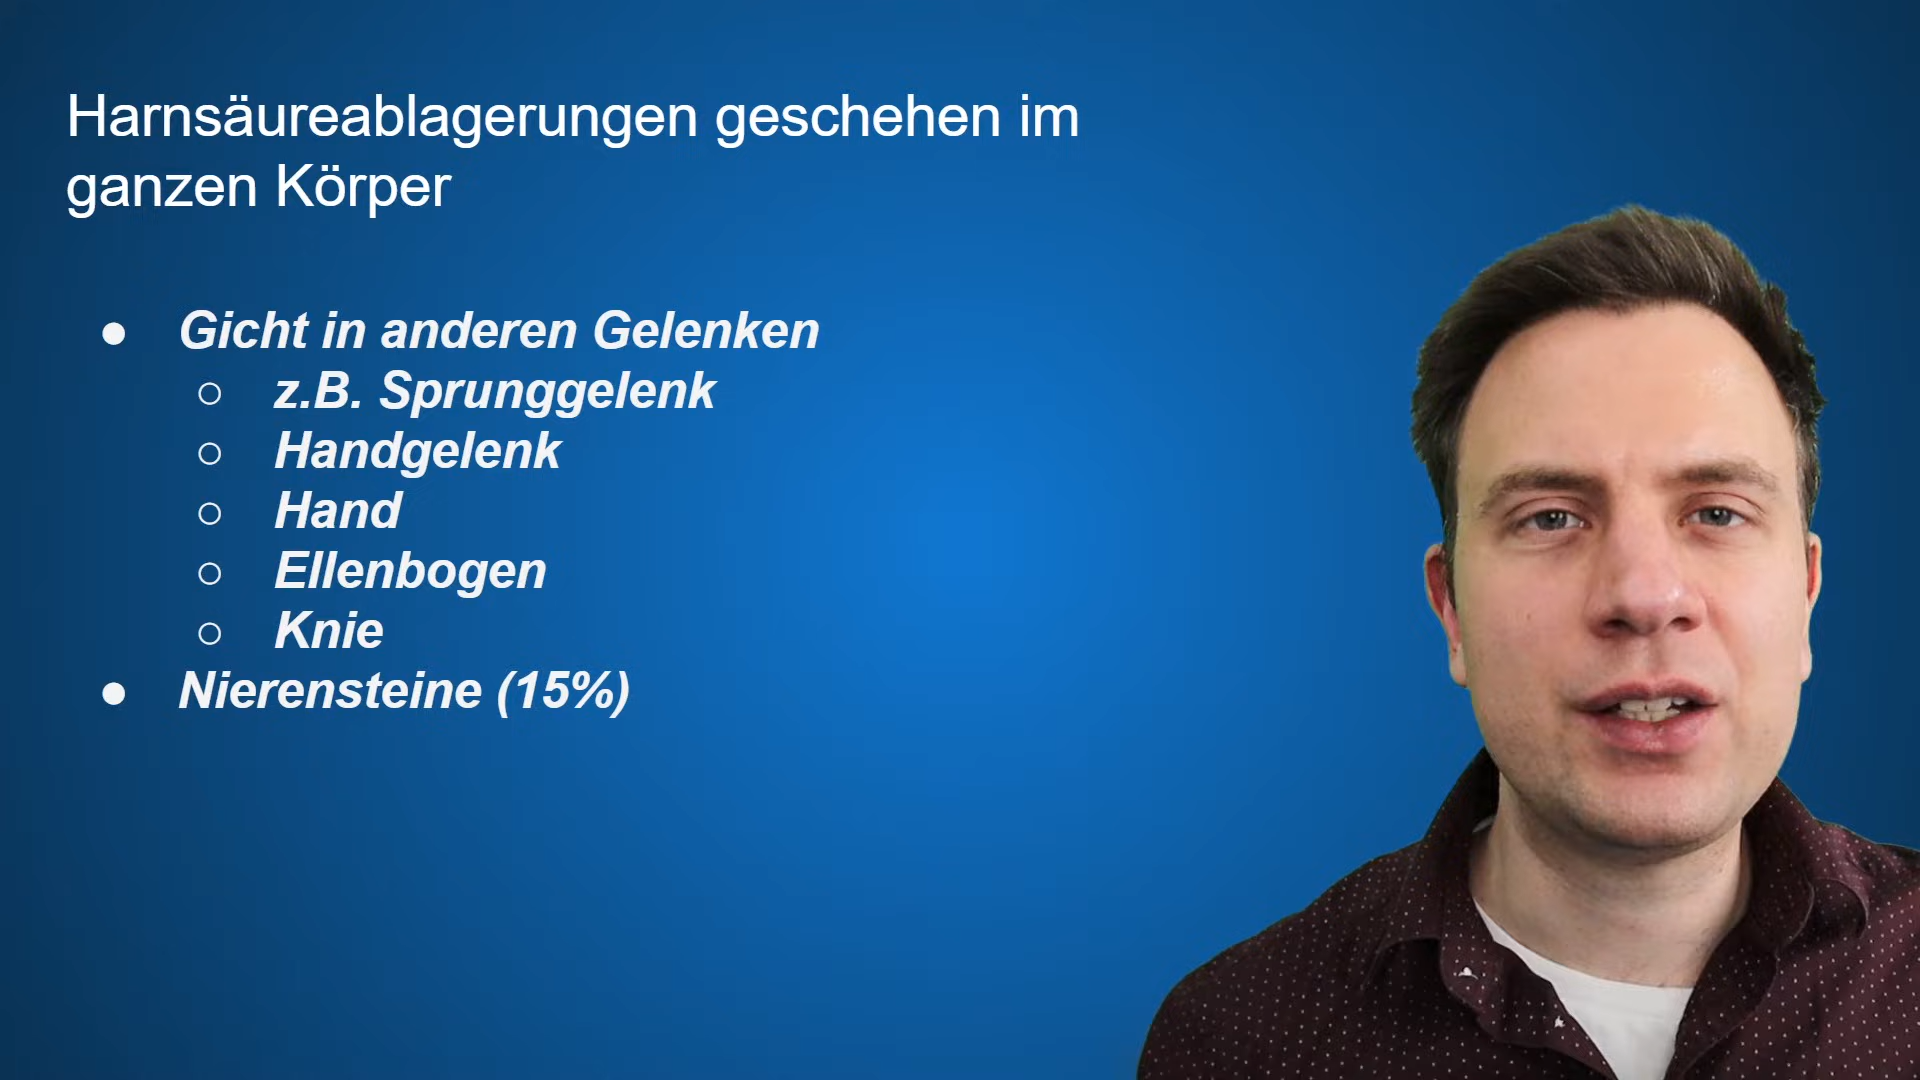 Harnsäureablagerungen geschehen im
ganzen Körper
● Gicht in anderen Gelenken
○ z.B. Sprunggelenk
○ Handgelenk
○ Hand
○ Ellenbogen
○ Knie
● Nierensteine (15%)